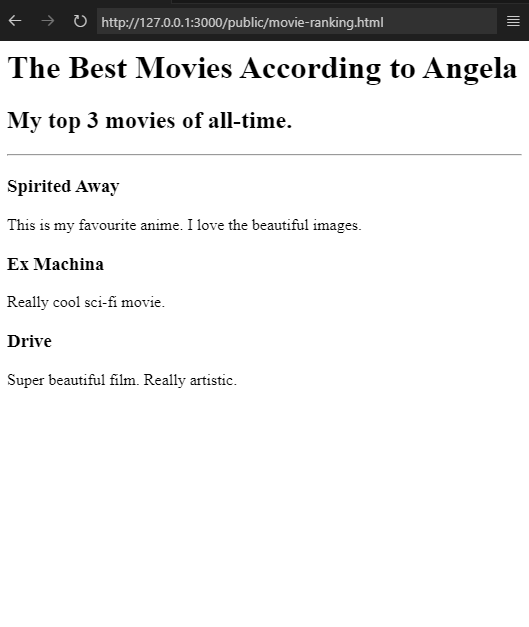 http://127.0.0.1:3000/public/movie-ranking.html
The Best Movies According to Angela
My top 3 movies of all-time.
Spirited Away
This is my favourite anime. I love the beautiful images.
Ex Machina
Really cool sci-fi movie.
Drive
Super beautiful film. Really artistic.